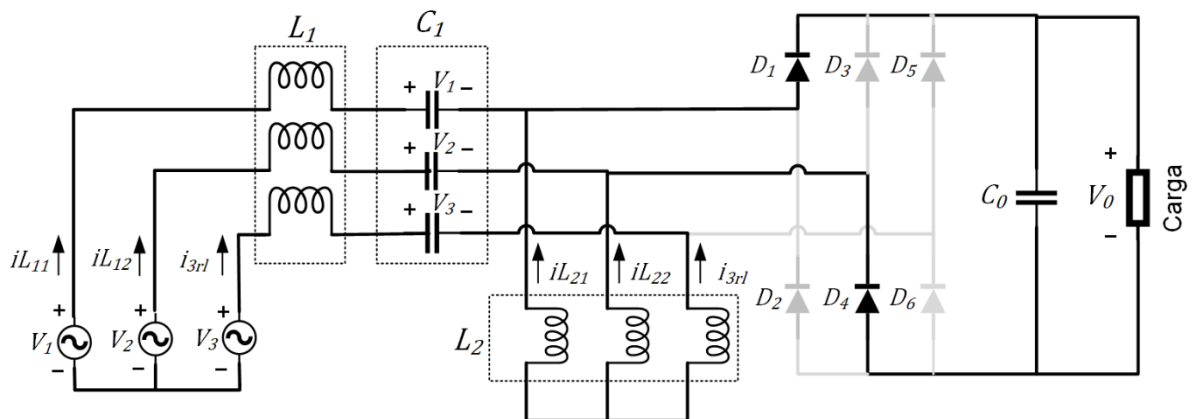 L1 C1
+ V1 −
+ V2 −
+ V3 −
D1 D3 D5
D2 D4 D6
C0
+
V0
−
Carga
iL11 iL12 i3rl
+ + +
V1 V2 V3
− − −
iL21 iL22 i3rl
L2